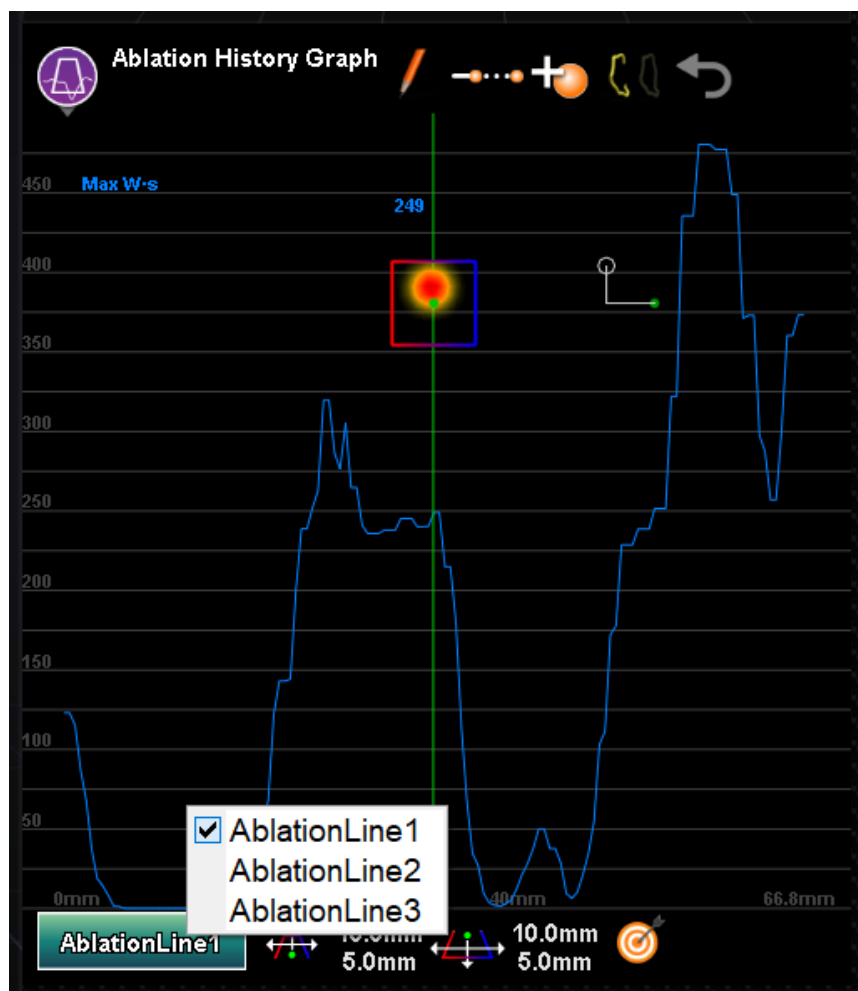 Ablation History Graph
450
Max W·s
249
400
350
300
250
200
150
100
50
AblationLine1
AblationLine2
AblationLine3
0mm
40mm
66.8mm
AblationLine1
5.0mm
10.0mm
5.0mm